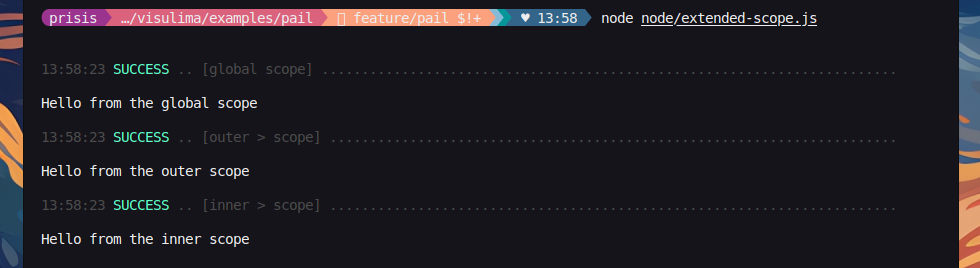 prisis …/visulima/examples/pail feature/pail $!+ ♥ 13:58 node node/extended-scope.js
13:58:23 SUCCESS .. [global scope] ........................................................................
Hello from the global scope
13:58:23 SUCCESS .. [outer > scope] .......................................................................
Hello from the outer scope
13:58:23 SUCCESS .. [inner > scope] ........................................................................
Hello from the inner scope